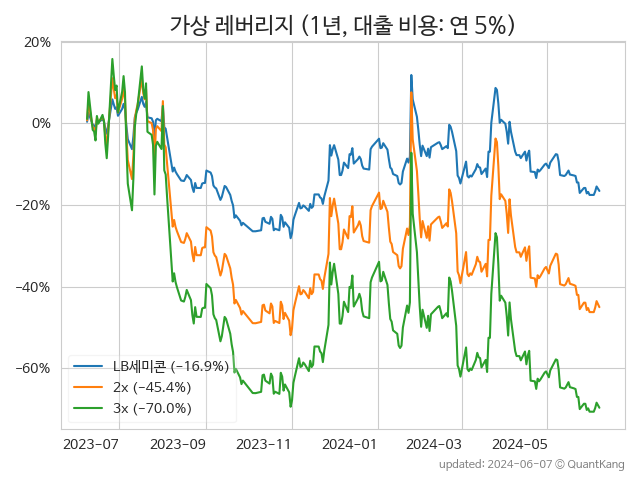 가상 레버리지 (1년, 대출 비용: 연 5%)
20%
0%
−20%
−40%
−60%
LB세미콘 (−16.9%)
2x (−45.4%)
3x (−70.0%)
2023-07 2023-09 2023-11 2024-01 2024-03 2024-05
updated: 2024-06-07 © QuantKang